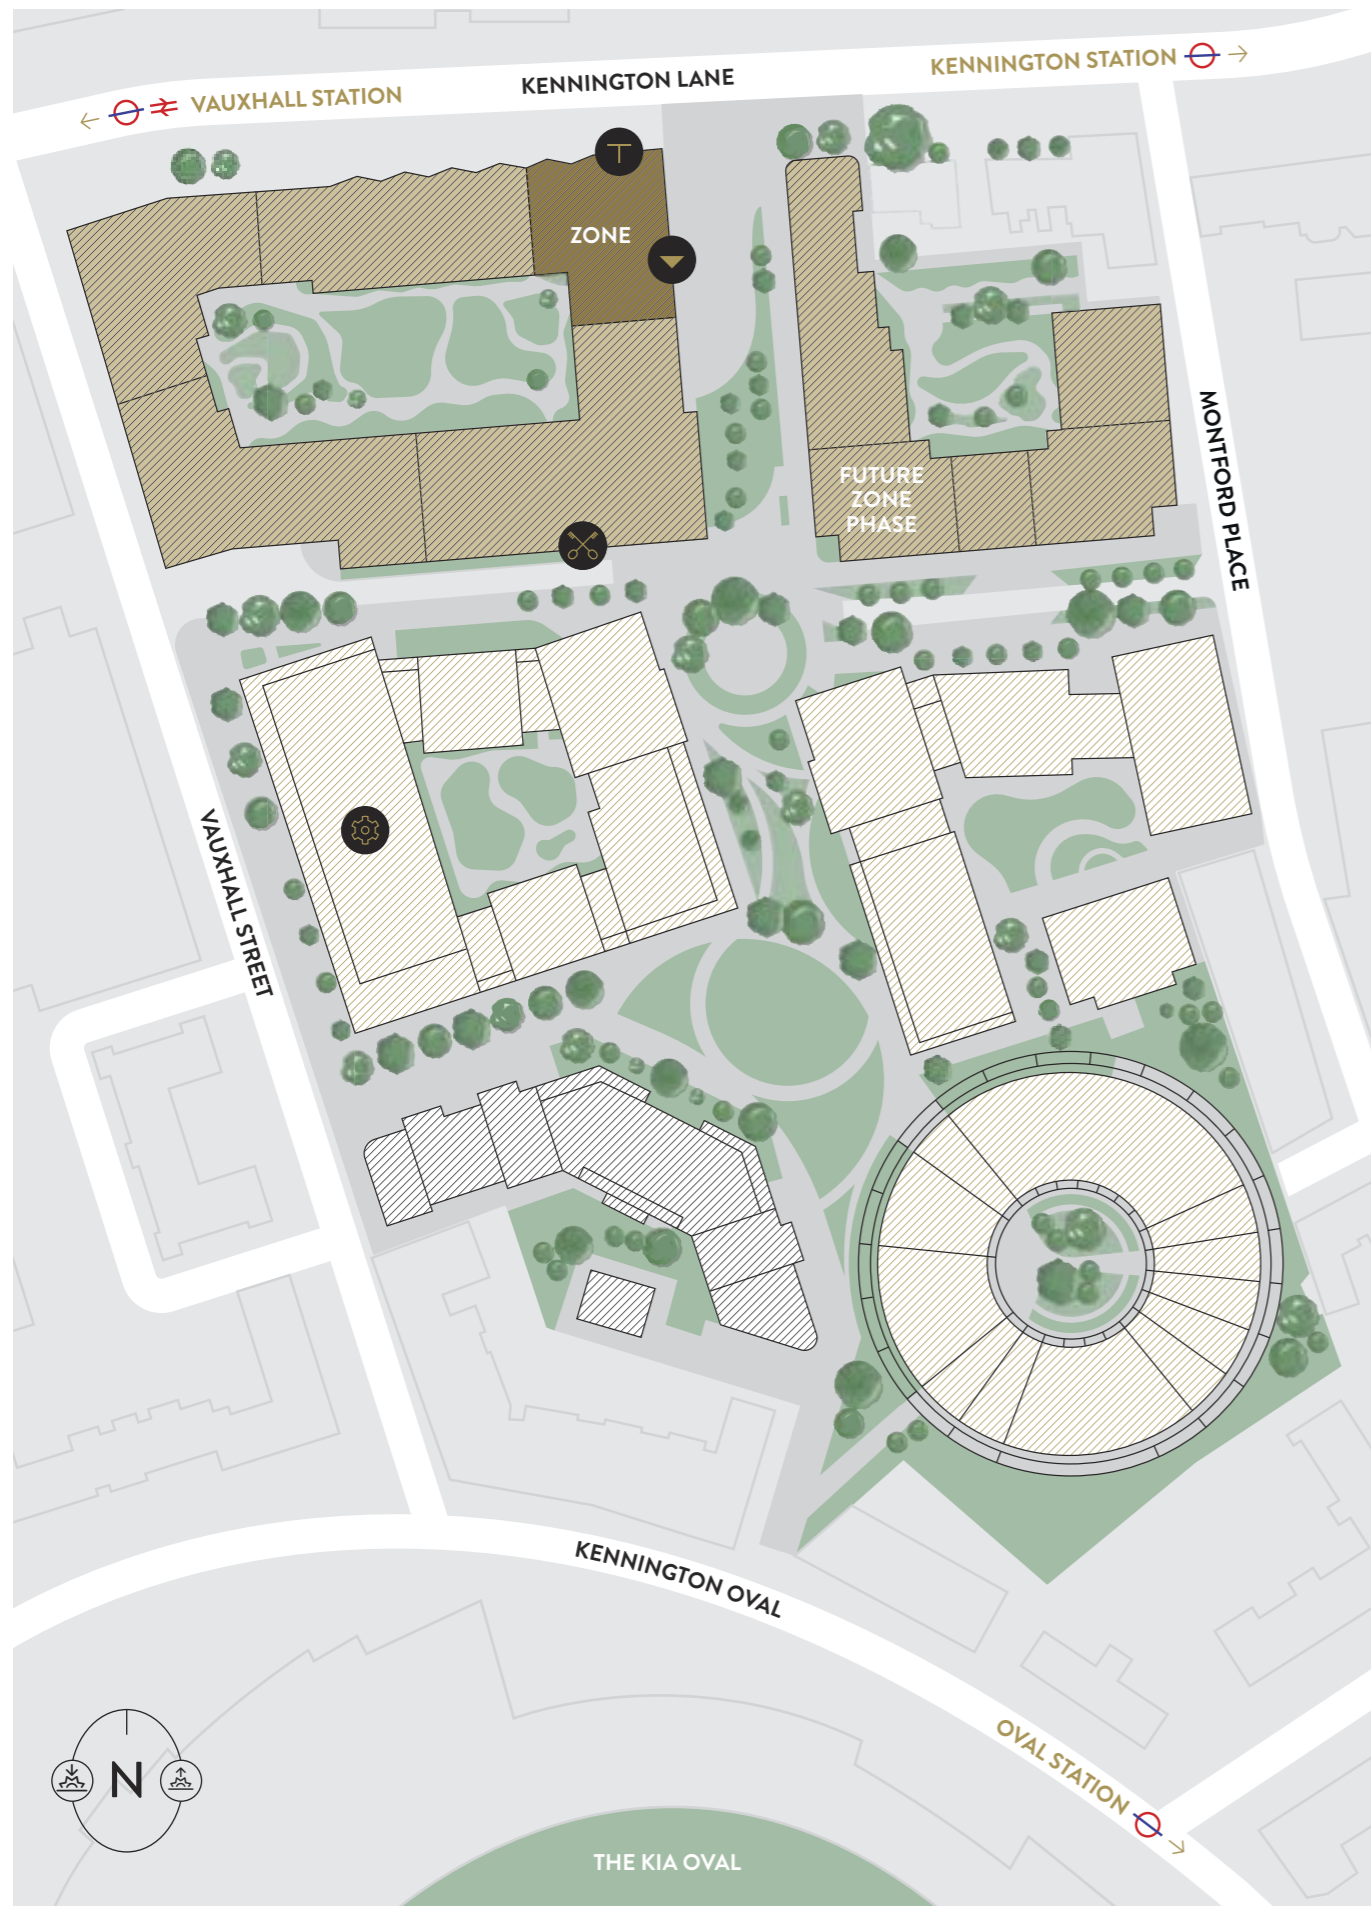 KENNINGTON STATION
KENNINGTON LANE
VAUXHALL STATION
ZONE
MONTFORD PLACE
FUTURE
ZONE
PHASE
VAUXHALL STREET
KENNINGTON OVAL
OVAL STATION
N
THE KIA OVAL